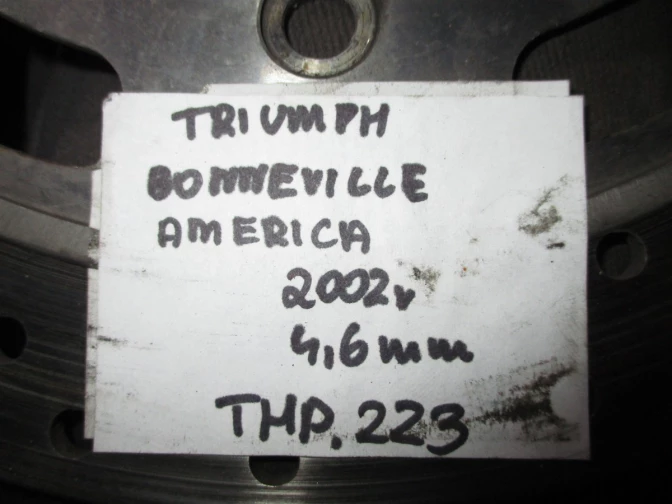 TRIUMPH
BONNEVILLE
AMERICA
2002r
4,6mm
THP.223